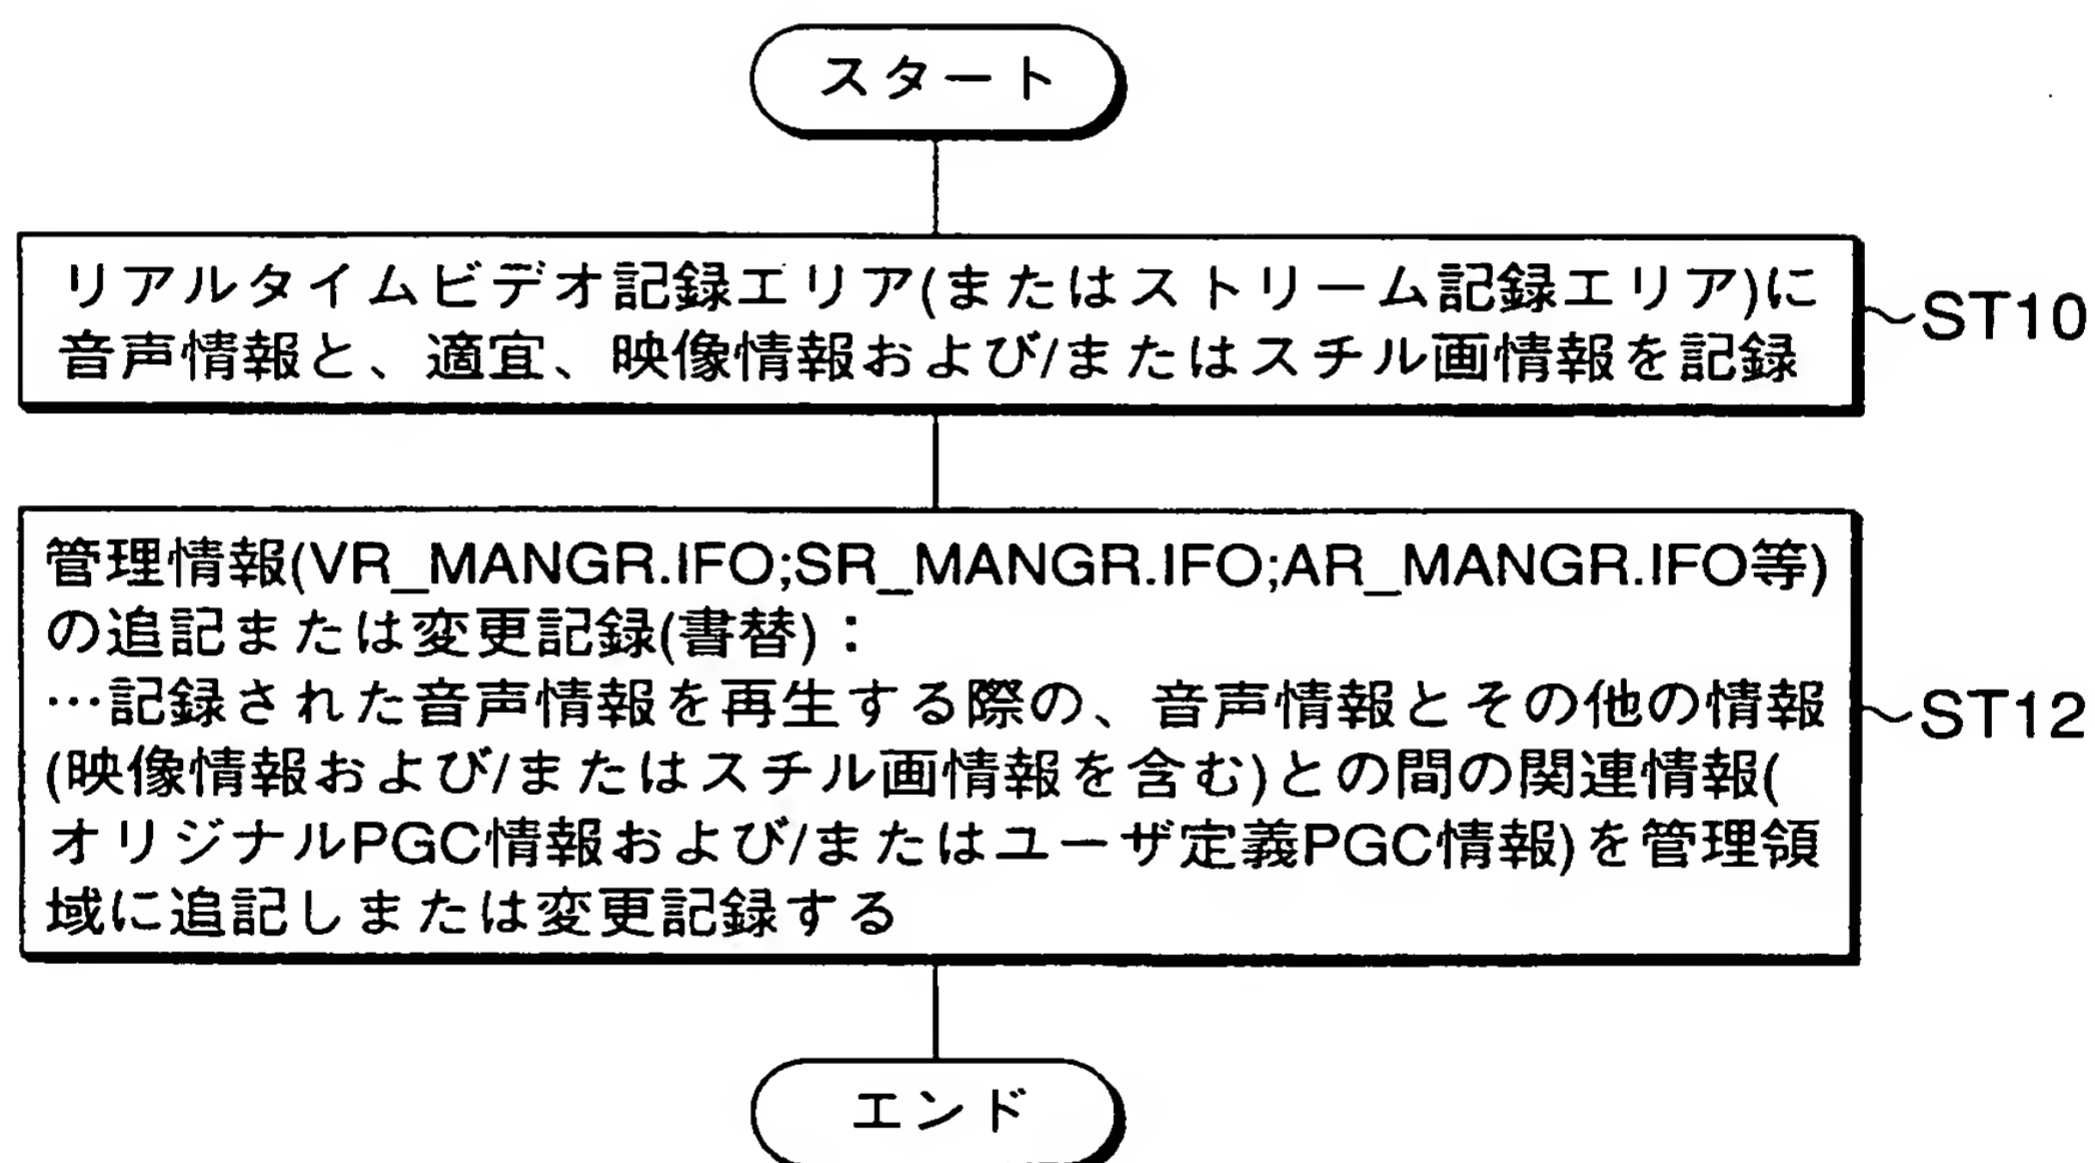 スタート
リアルタイムビデオ記録エリア(またはストリーム記録エリア)に
音声情報と、適宜、映像情報および/またはスチル画情報を記録
~ST10
管理情報(VR_MANGR.IFO;SR_MANGR.IFO;AR_MANGR.IFO等)
の追記または変更記録(書替)：
…記録された音声情報を再生する際の、音声情報とその他の情報
(映像情報および/またはスチル画情報を含む)との間の関連情報(
オリジナルPGC情報および/またはユーザ定義PGC情報)を管理領
域に追記しまたは変更記録する
~ST12
エンド